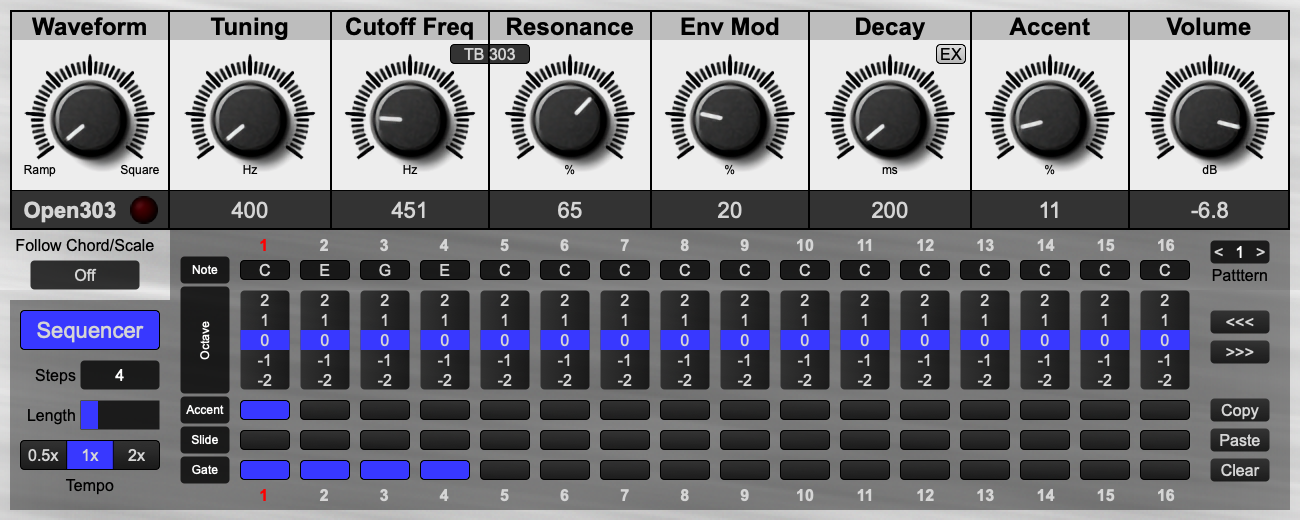 Waveform Tuning Cutoff Freq Resonance Env Mod Decay Accent Volume
TB 303 EX
Ramp Square Hz Hz % % ms % dB
Open303 400 451 65 20 200 11 -6.8
Follow Chord/Scale
Off
1 2 3 4 5 6 7 8 9 10 11 12 13 14 15 16
Note C E G E C C C C C C C C C C C C
< 1 >
Patttern
Octave
2 2 2 2 2 2 2 2 2 2 2 2 2 2 2 2
1 1 1 1 1 1 1 1 1 1 1 1 1 1 1 1
0 0 0 0 0 0 0 0 0 0 0 0 0 0 0 0
-1 -1 -1 -1 -1 -1 -1 -1 -1 -1 -1 -1 -1 -1 -1 -1
-2 -2 -2 -2 -2 -2 -2 -2 -2 -2 -2 -2 -2 -2 -2 -2
<<<
>>>
Sequencer
Steps 4
Length
0.5x 1x 2x
Tempo
Accent
Slide
Gate
Copy
Paste
Clear
1 2 3 4 5 6 7 8 9 10 11 12 13 14 15 16